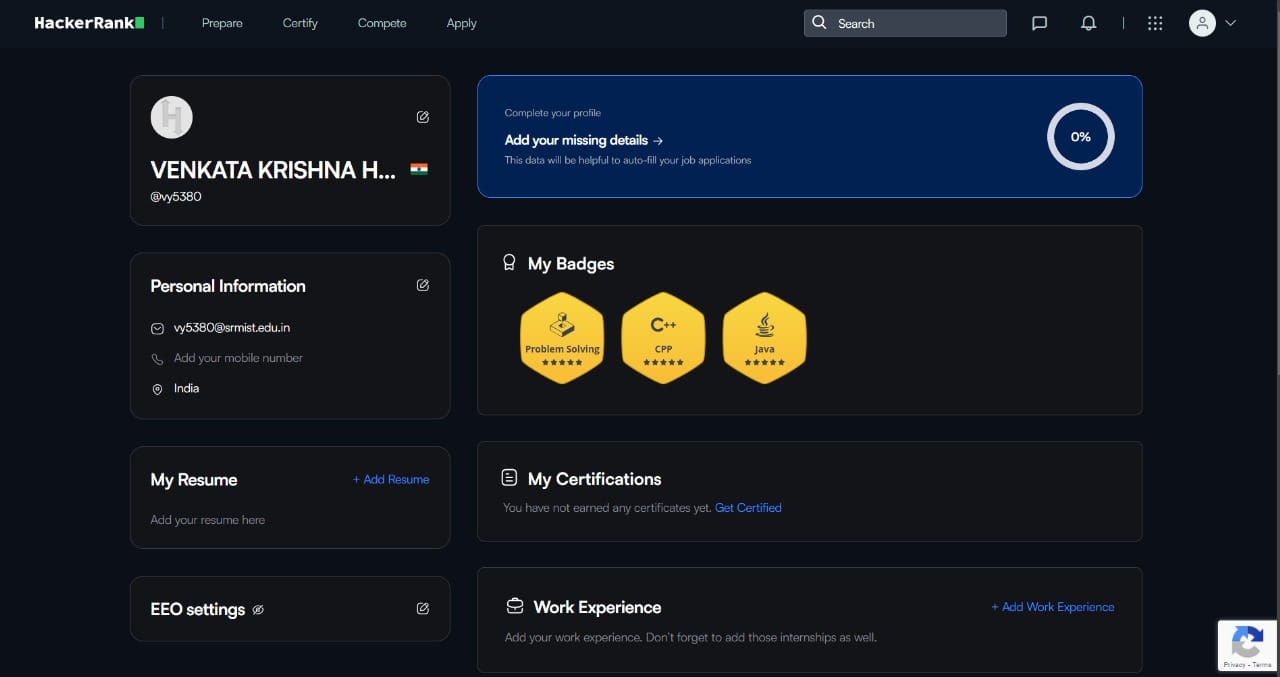 HackerRank
Prepare
Certify
Compete
Apply
Search
VENKATA KRISHNA H...
@vy5380
Personal Information
vy5380@srmist.edu.in
Add your mobile number
India
My Resume
+ Add Resume
Add your resume here
EEO settings
Complete your profile
Add your missing details →
This data will be helpful to auto-fill your job applications
0%
My Badges
Problem Solving
C++
CPP
Java
My Certifications
You have not earned any certificates yet. Get Certified
Work Experience
+ Add Work Experience
Add your work experience. Don't forget to add those internships as well.
Privacy - Terms